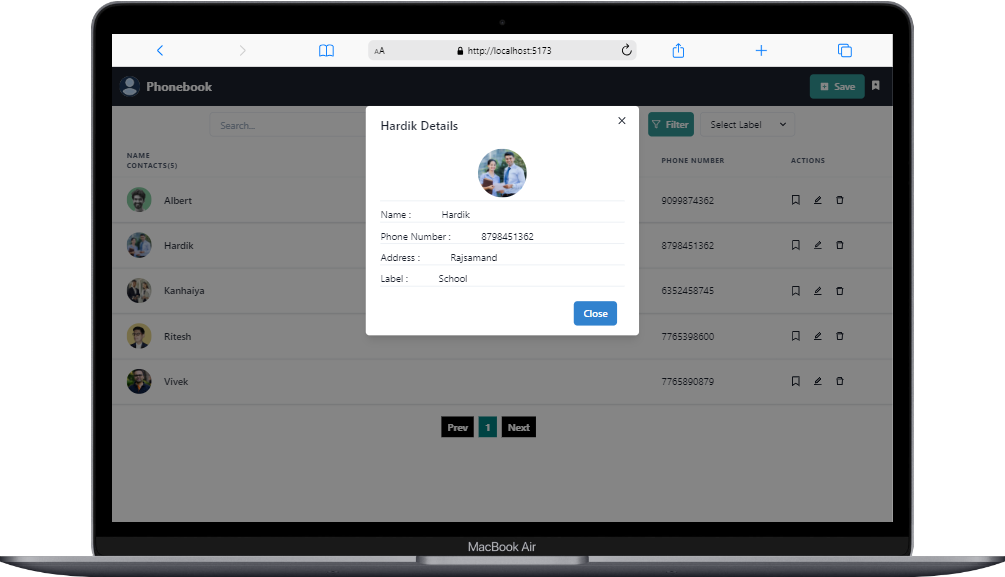 AA http://localhost:5173
Phonebook Save
Search... Filter Select Label
Hardik Details
NAME PHONE NUMBER ACTIONS
CONTACTS(5)
Albert 9099874362
Hardik 8798451362
Kanhaiya 6352458745
Ritesh 7765398600
Vivek 7765890879
Name : Hardik
Phone Number : 8798451362
Address : Rajsamand
Label : School
Close
Prev 1 Next
MacBook Air